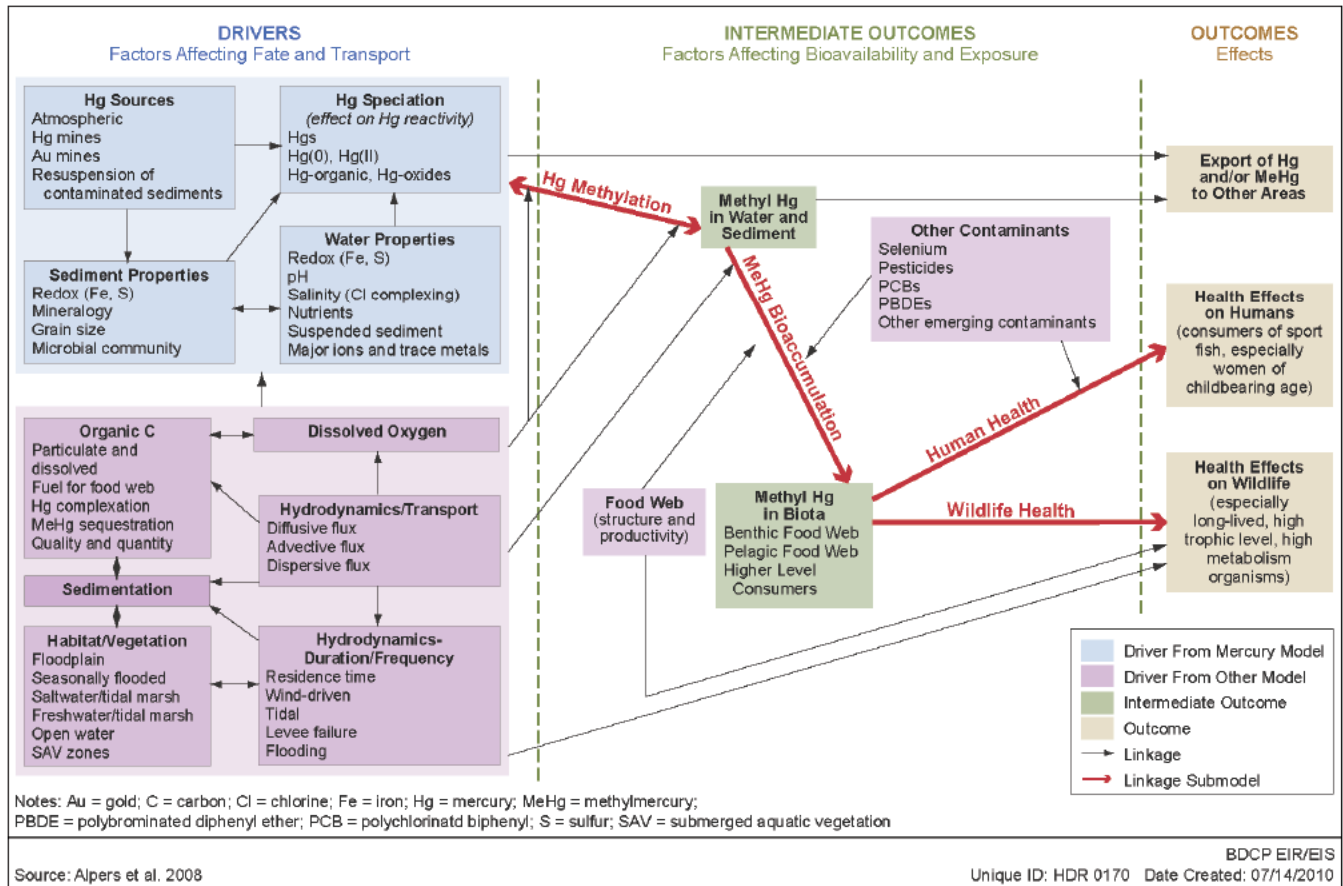 DRIVERS
Factors Affecting Fate and Transport
INTERMEDIATE OUTCOMES
Factors Affecting Bioavailability and Exposure
OUTCOMES
Effects
Hg Sources
Atmospheric
Hg mines
Au mines
Resuspension of
contaminated sediments
Hg Speciation
(effect on Hg reactivity)
Hgs
Hg(0), Hg(II)
Hg-organic, Hg-oxides
Sediment Properties
Redox (Fe, S)
Mineralogy
Grain size
Microbial community
Water Properties
Redox (Fe, S)
pH
Salinity (Cl complexing)
Nutrients
Suspended sediment
Major ions and trace metals
Organic C
Particulate and
dissolved
Fuel for food web
Hg complexation
MeHg sequestration
Quality and quantity
Dissolved Oxygen
Hydrodynamics/Transport
Diffusive flux
Advective flux
Dispersive flux
Sedimentation
Habitat/Vegetation
Floodplain
Seasonally flooded
Saltwater/tidal marsh
Freshwater/tidal marsh
Open water
SAV zones
Hydrodynamics-
Duration/Frequency
Residence time
Wind-driven
Tidal
Levee failure
Flooding
Hg Methylation
Methyl Hg
in Water and
Sediment
MeHg Bioaccumulation
Other Contaminants
Selenium
Pesticides
PCBs
PBDEs
Other emerging contaminants
Food Web
(structure and
productivity)
Methyl Hg
in Biota
Benthic Food Web
Pelagic Food Web
Higher Level
Consumers
Human Health
Wildlife Health
Export of Hg
and/or MeHg
to Other Areas
Health Effects
on Humans
(consumers of sport
fish, especially
women of
childbearing age)
Health Effects
on Wildlife
(especially
long-lived, high
trophic level, high
metabolism
organisms)
Driver From Mercury Model
Driver From Other Model
Intermediate Outcome
Outcome
Linkage
Linkage Submodel
Notes: Au = gold; C = carbon; Cl = chlorine; Fe = iron; Hg = mercury; MeHg = methylmercury;
PBDE = polybrominated diphenyl ether; PCB = polychlorinatd biphenyl; S = sulfur; SAV = submerged aquatic vegetation
BDCP EIR/EIS
Source: Alpers et al. 2008
Unique ID: HDR 0170 Date Created: 07/14/2010